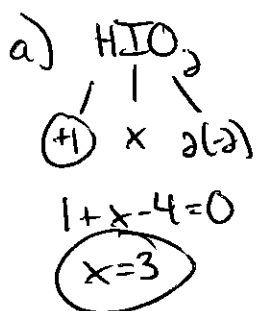 a) HIO₂
+1 x 2(-2)
1+x-4=0
x=3